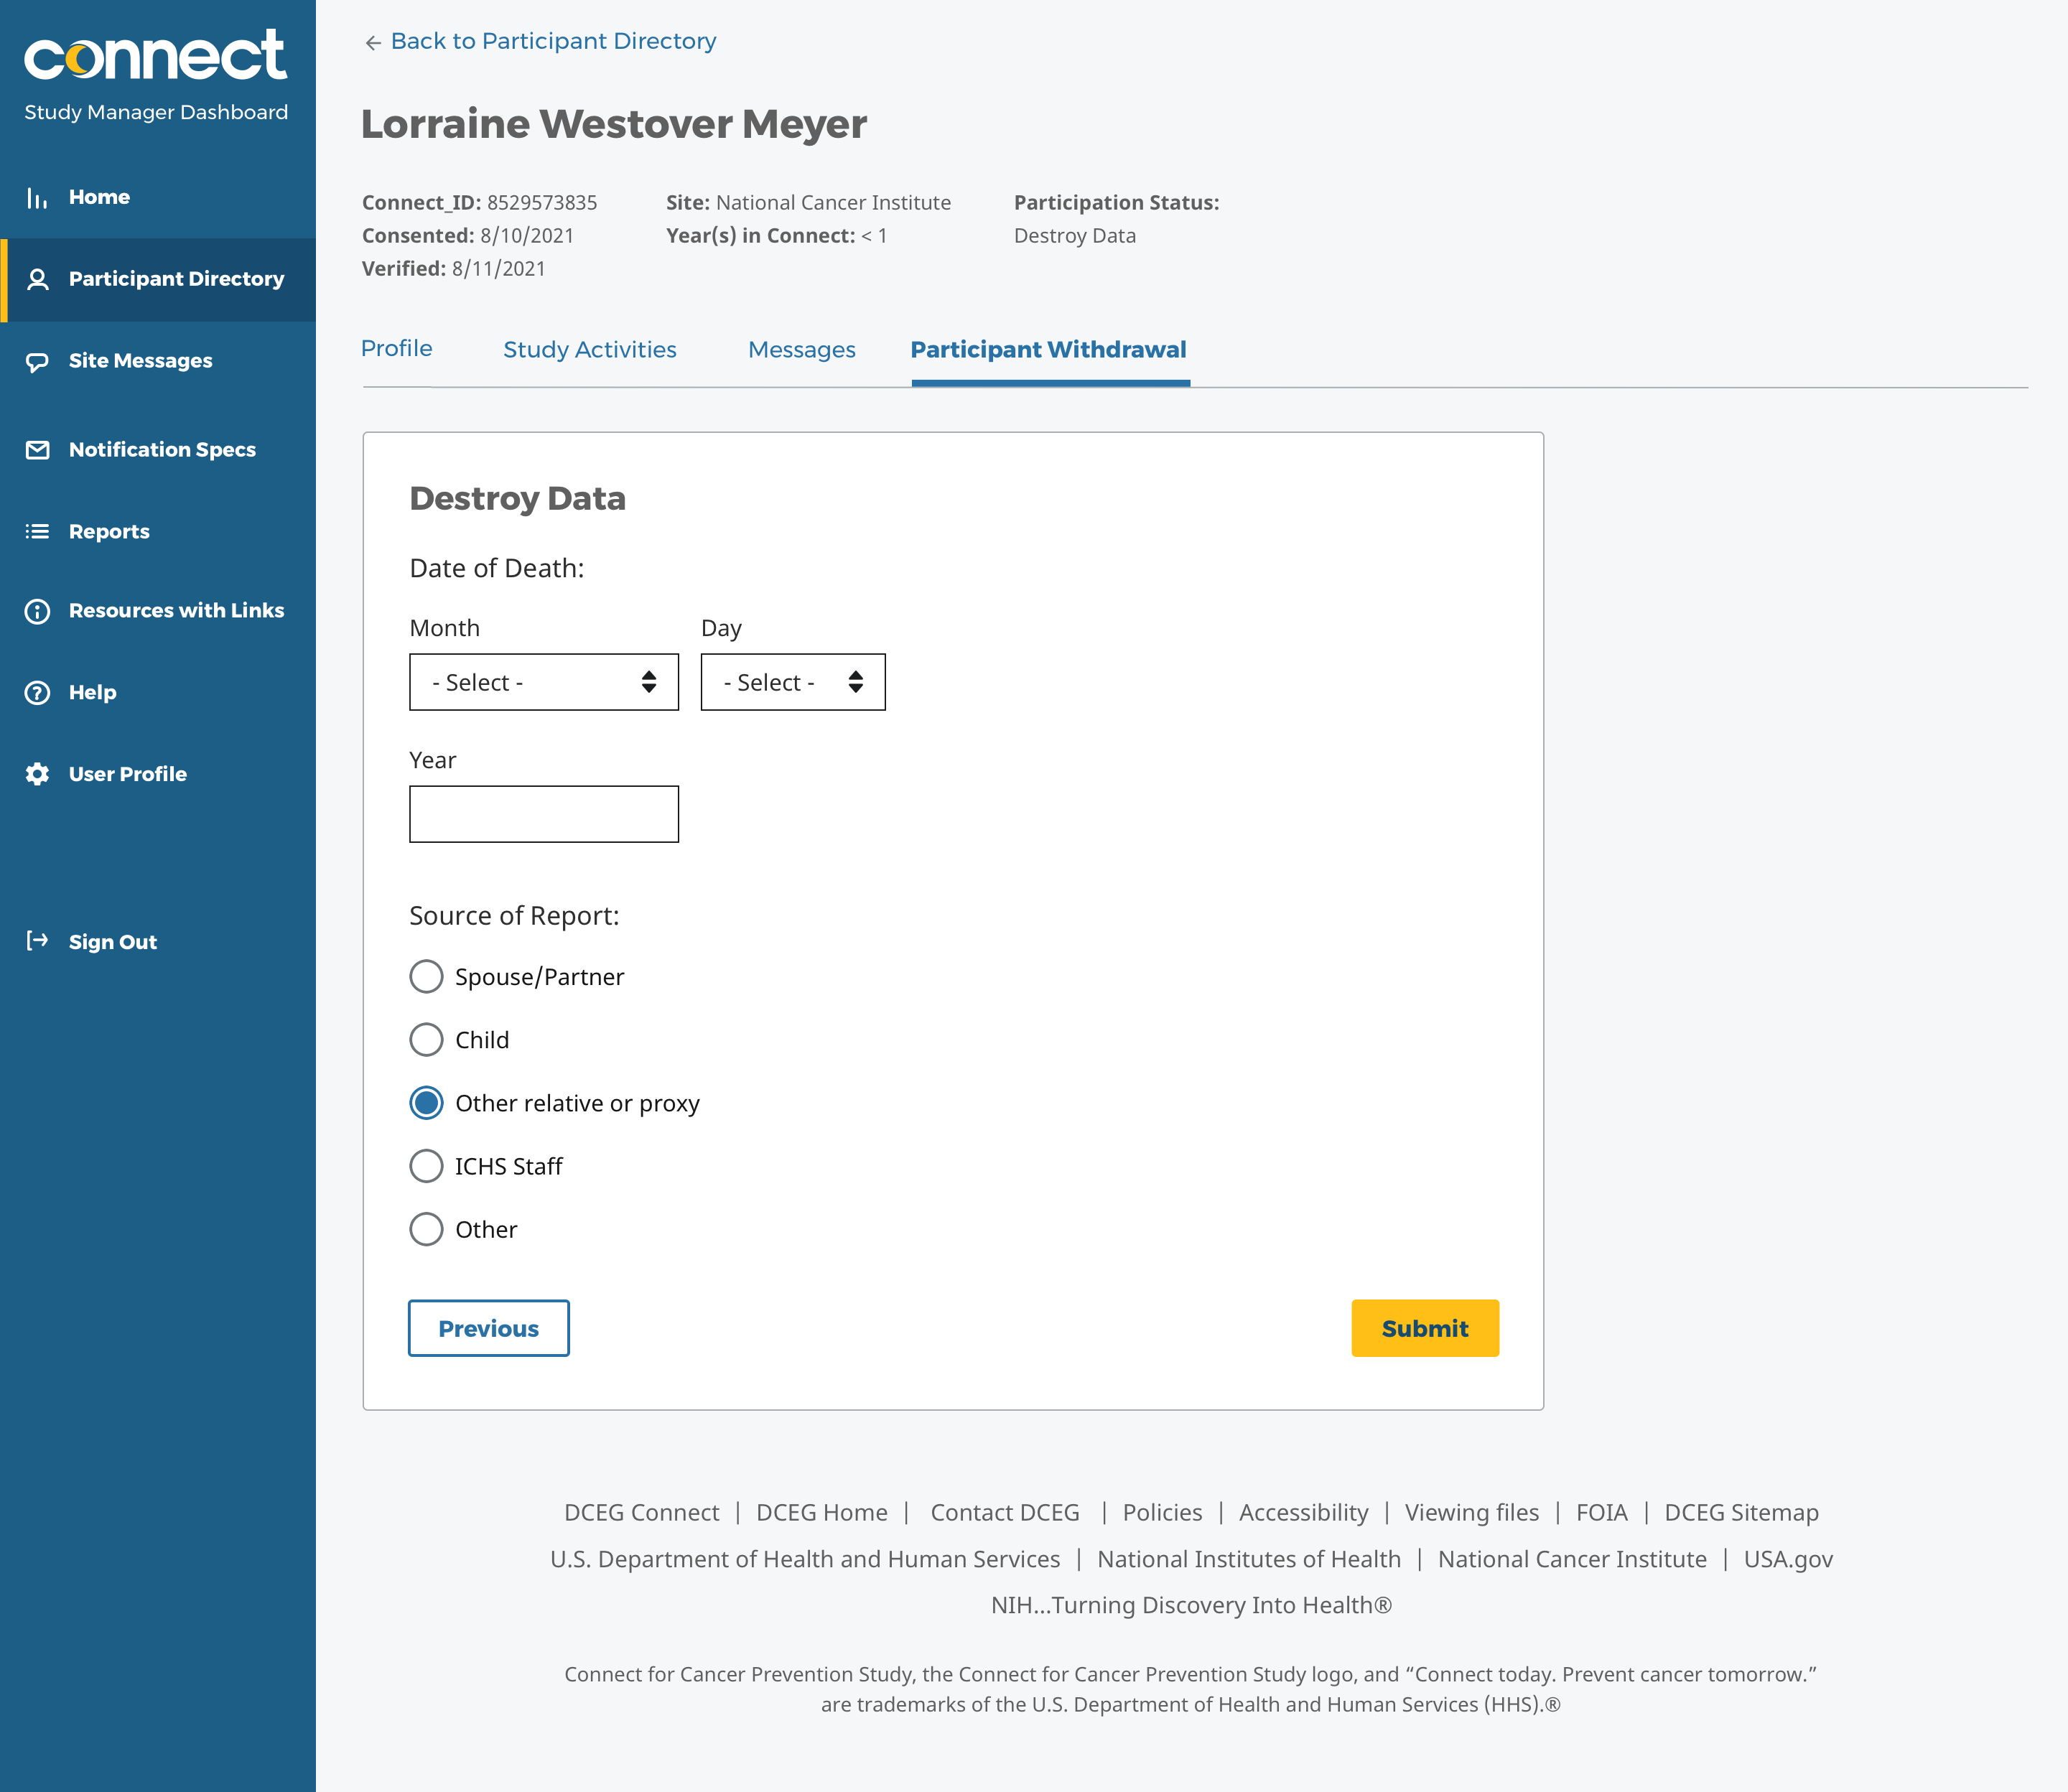 connect
Study Manager Dashboard
Home
Participant Directory
Site Messages
Notification Specs
Reports
Resources with Links
Help
User Profile
Sign Out
Back to Participant Directory
Lorraine Westover Meyer
Connect_ID: 8529573835
Consented: 8/10/2021
Verified: 8/11/2021
Site: National Cancer Institute
Year(s) in Connect: < 1
Participation Status:
Destroy Data
Profile Study Activities Messages Participant Withdrawal
Destroy Data
Date of Death:
Month Day
- Select - - Select -
Year
Source of Report:
Spouse/Partner
Child
Other relative or proxy
ICHS Staff
Other
Previous Submit
DCEG Connect | DCEG Home | Contact DCEG | Policies | Accessibility | Viewing files | FOIA | DCEG Sitemap
U.S. Department of Health and Human Services | National Institutes of Health | National Cancer Institute | USA.gov
NIH...Turning Discovery Into Health®
Connect for Cancer Prevention Study, the Connect for Cancer Prevention Study logo, and “Connect today. Prevent cancer tomorrow.”
are trademarks of the U.S. Department of Health and Human Services (HHS).®